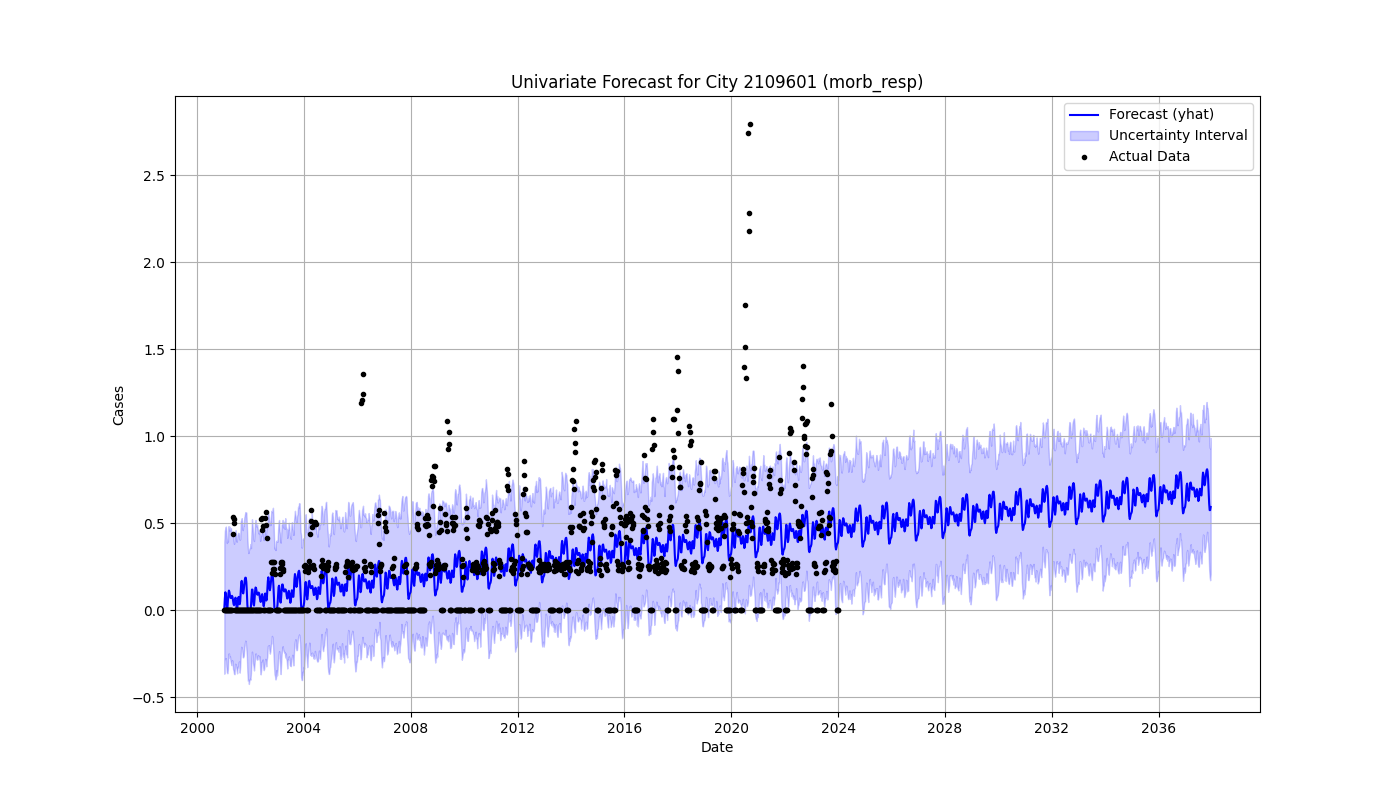 Univariate Forecast for City 2109601 (morb_resp)
Forecast (yhat)
Uncertainty Interval
Actual Data
Cases
2.5
2.0
1.5
1.0
0.5
0.0
−0.5
2000 2004 2008 2012 2016 2020 2024 2028 2032 2036
Date